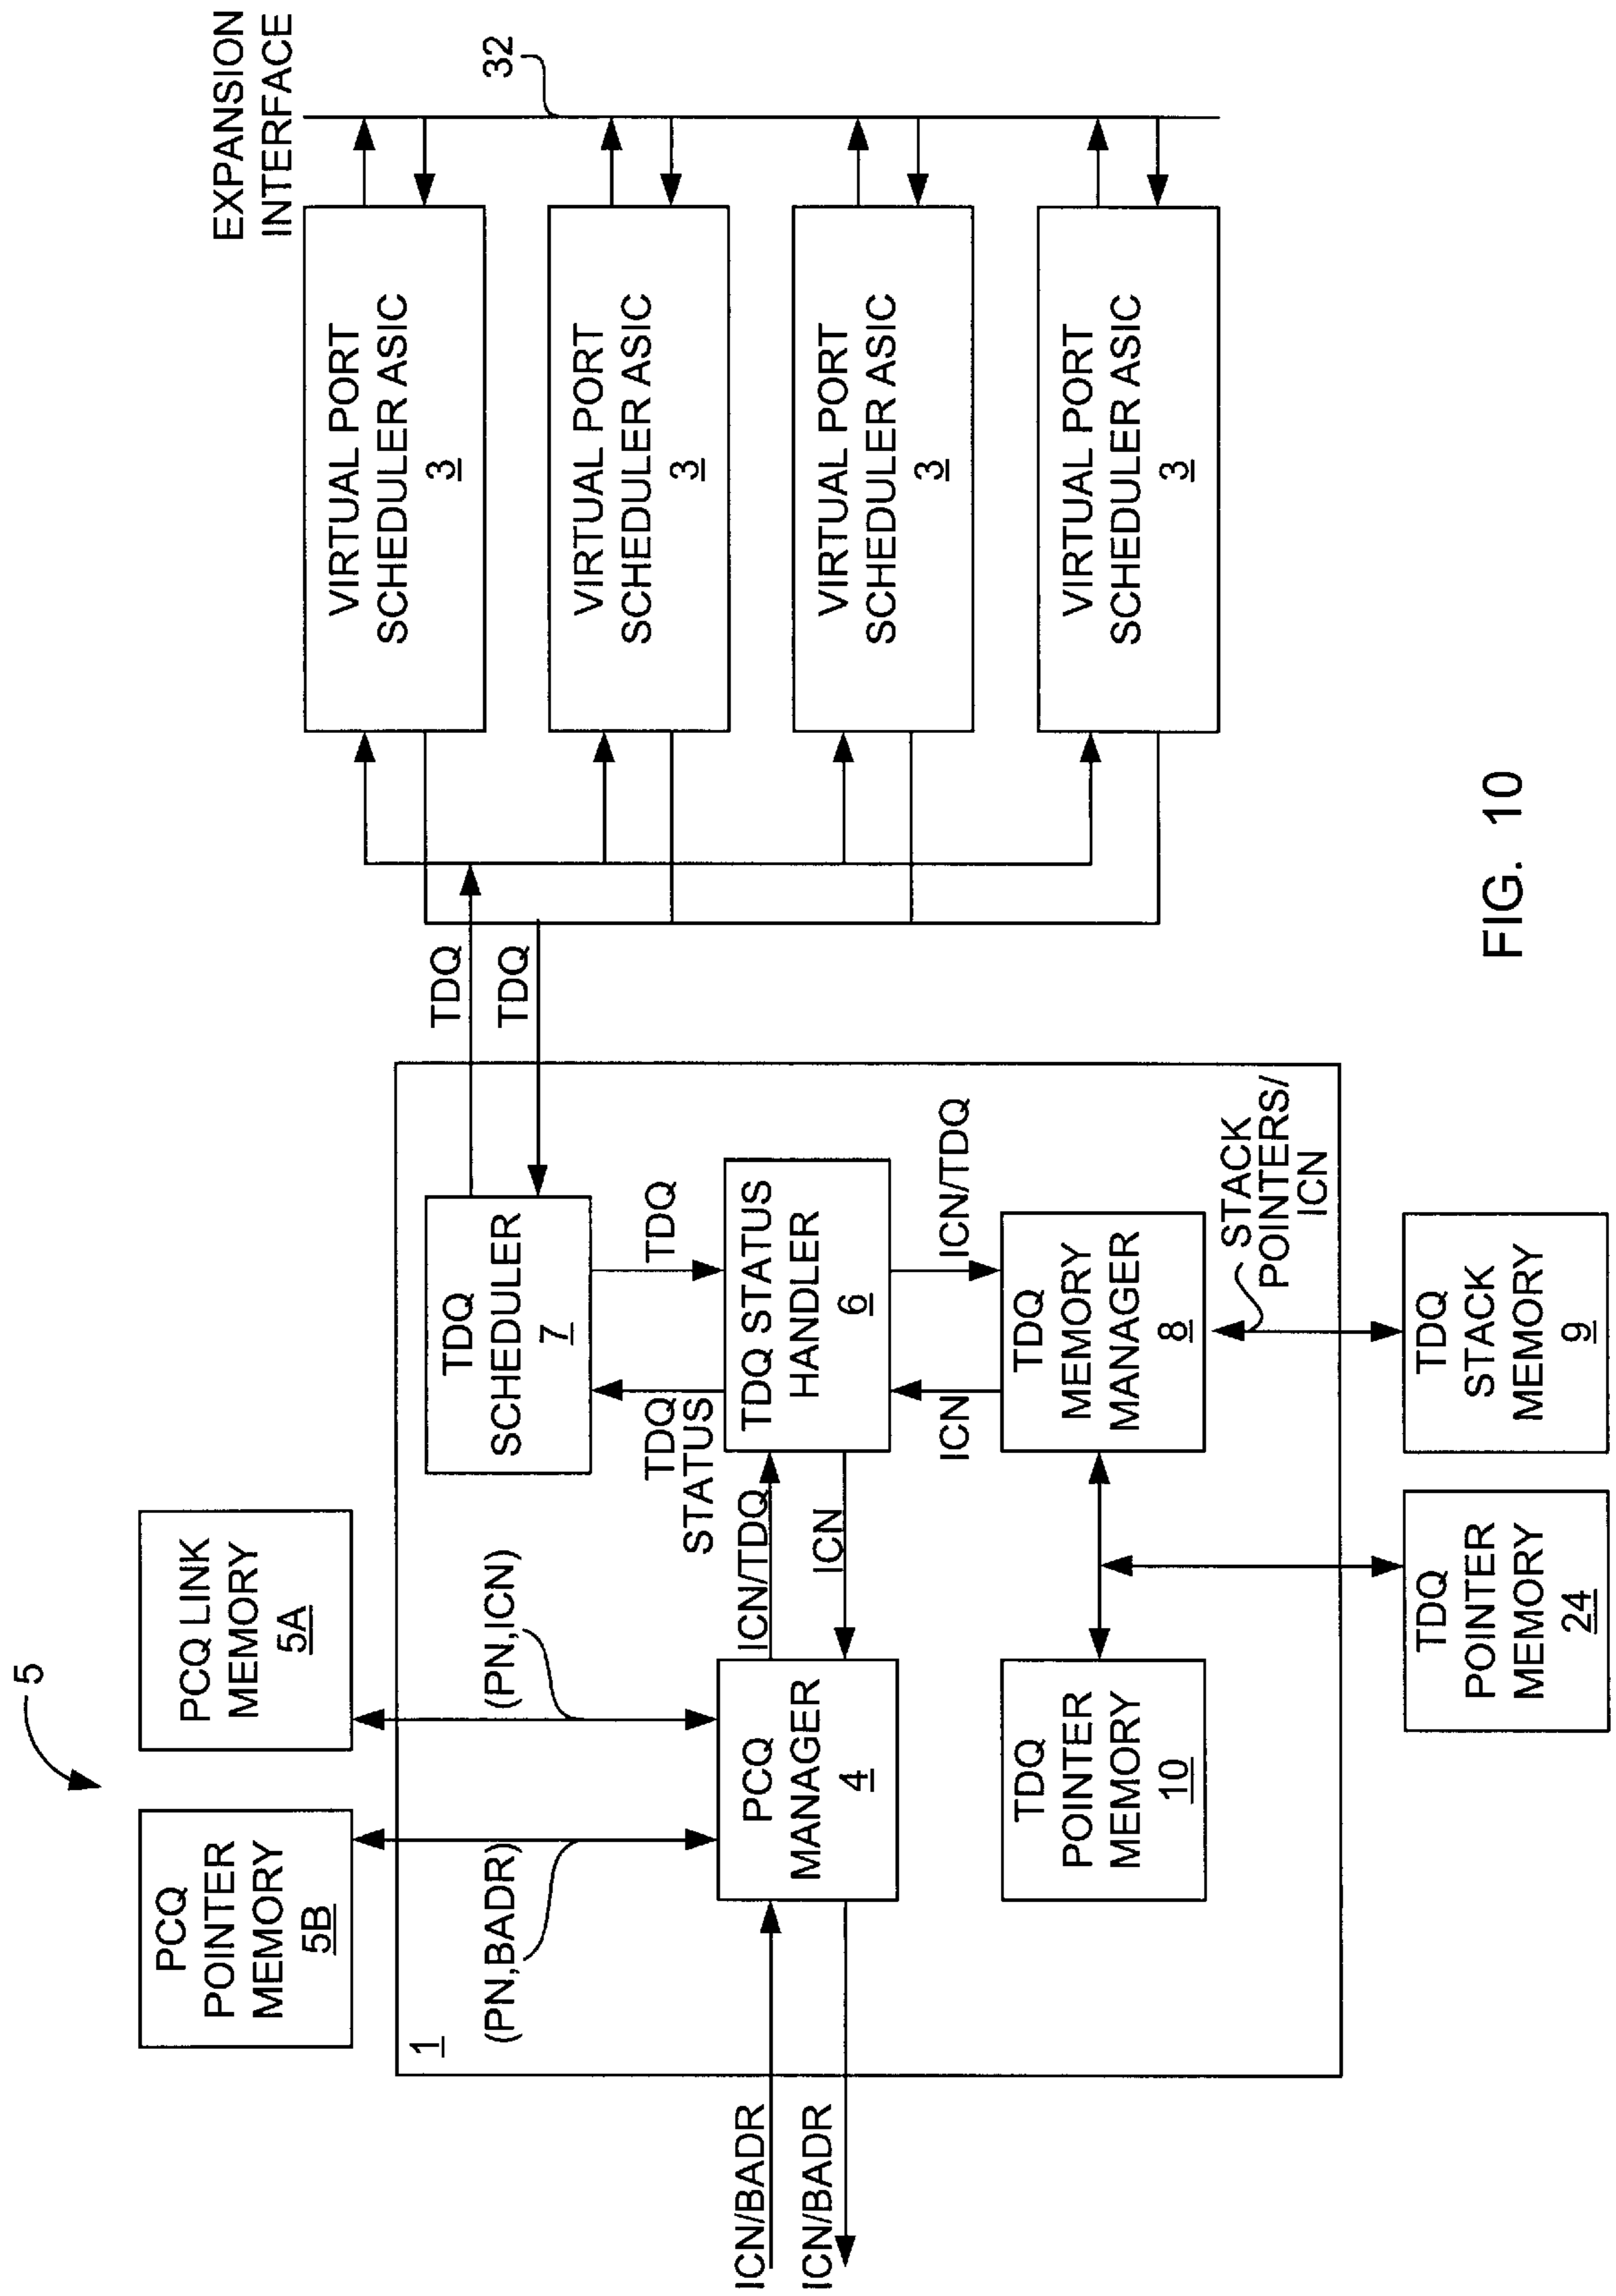 EXPANSION
INTERFACE
32
VIRTUAL PORT
SCHEDULER ASIC
3
VIRTUAL PORT
SCHEDULER ASIC
3
VIRTUAL PORT
SCHEDULER ASIC
3
VIRTUAL PORT
SCHEDULER ASIC
3
TDQ
TDQ
5
PCQ
POINTER
MEMORY
5B
PCQ LINK
MEMORY
5A
1
(PN,BADR)
(PN,ICN)
TDQ
SCHEDULER
7
TDQ
STATUS
TDQ
ICN/BADR
ICN/BADR
PCQ
MANAGER
4
ICN/TDQ
ICN
TDQ STATUS
HANDLER
6
ICN
ICN/TDQ
TDQ
POINTER
MEMORY
10
TDQ
MEMORY
MANAGER
8
STACK
POINTERS/
ICN
TDQ
POINTER
MEMORY
24
TDQ
STACK
MEMORY
9
FIG. 10